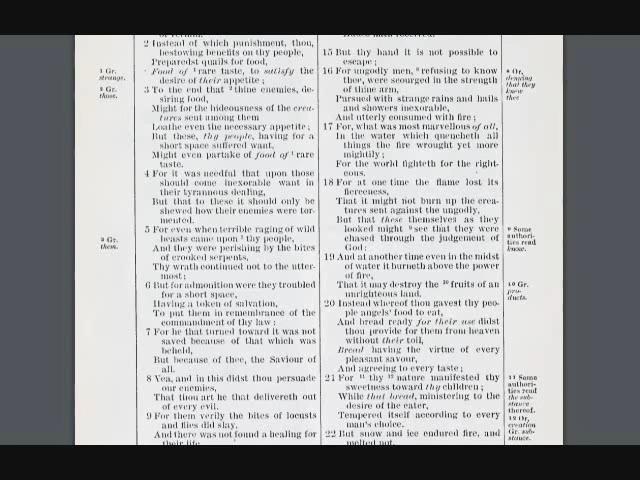 2 Instead of which punishment, thou,
bestowing benefits on thy people,
Preparedst quails for food,
Food of ¹ rare taste, to satisfy the
desire of their appetite;
3 To the end that ² thine enemies, de-
siring food,
Might for the hideousness of the crea-
tures sent among them
Loathe even the necessary appetite;
But these, thy people, having for a
short space suffered want,
Might even partake of food of ¹ rare
taste.
4 For it was needful that upon those
should come inexorable want in
their tyrannous dealing,
But that to these it should only be
shewed how their enemies were tor-
mented.
5 For even when terrible raging of wild
beasts came upon ³ thy people,
And they were perishing by the bites
of crooked serpents,
Thy wrath continued not to the utter-
most;
6 But for admonition were they troubled
for a short space,
Having a token of salvation,
To put them in remembrance of the
commandment of thy law:
7 For he that turned toward it was not
saved because of that which was
beheld,
But because of thee, the Saviour of
all.
8 Yea, and in this didst thou persuade
our enemies,
That thou art he that delivereth out
of every evil.
9 For them verily the bites of locusts
and flies did slay,
And there was not found a healing for
their life
1 Gr.
strange.
2 Gr.
those.
3 Gr.
them.
15 But thy hand it is not possible to
escape;
16 For ungodly men, ⁸ refusing to know
thee, were scourged in the strength
of thine arm,
Pursued with strange rains and hails
and showers inexorable,
And utterly consumed with fire;
17 For, what was most marvellous of all,
In the water which quencheth all
things the fire wrought yet more
mightily;
For the world fighteth for the right-
eous.
18 For at one time the flame lost its
fierceness,
That it might not burn up the crea-
tures sent against the ungodly,
But that these themselves as they
looked might ⁹ see that they were
chased through the judgement of
God:
19 And at another time even in the midst
of water it burneth above the power
of fire,
That it may destroy the ¹⁰ fruits of an
unrighteous land.
20 Instead whereof thou gavest thy peo-
ple angels' food to eat,
And bread ready for their use didst
thou provide for them from heaven
without their toil,
Bread having the virtue of every
pleasant savour,
And agreeing to every taste;
21 For ¹¹ thy ¹² nature manifested thy
sweetness toward thy children;
While that bread, ministering to the
desire of the eater,
Tempered itself according to every
man's choice.
22 But snow and ice endured fire, and
melted not,
8 Or,
denying
that they
knew
thee
9 Some
authori-
ties read
know.
10 Gr.
pro-
ducts.
11 Some
authori-
ties read
the sub-
stance
thereof.
12 Or,
creation
Gr. sub-
stance.